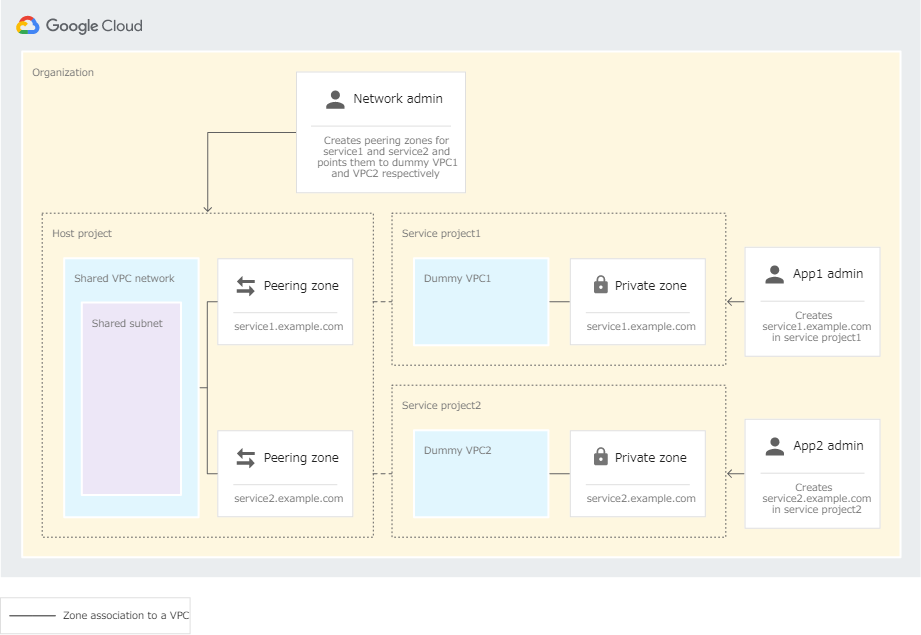 Google Cloud
Organization
Network admin
Creates peering zones for
service1 and service2 and
points them to dummy VPC1
and VPC2 respectively
Host project
Shared VPC network
Shared subnet
Peering zone
service1.example.com
Peering zone
service2.example.com
Service project1
Dummy VPC1
Private zone
service1.example.com
App1 admin
Creates
service1.example.com
in service project1
Service project2
Dummy VPC2
Private zone
service2.example.com
App2 admin
Creates
service2.example.com
in service project2
Zone association to a VPC